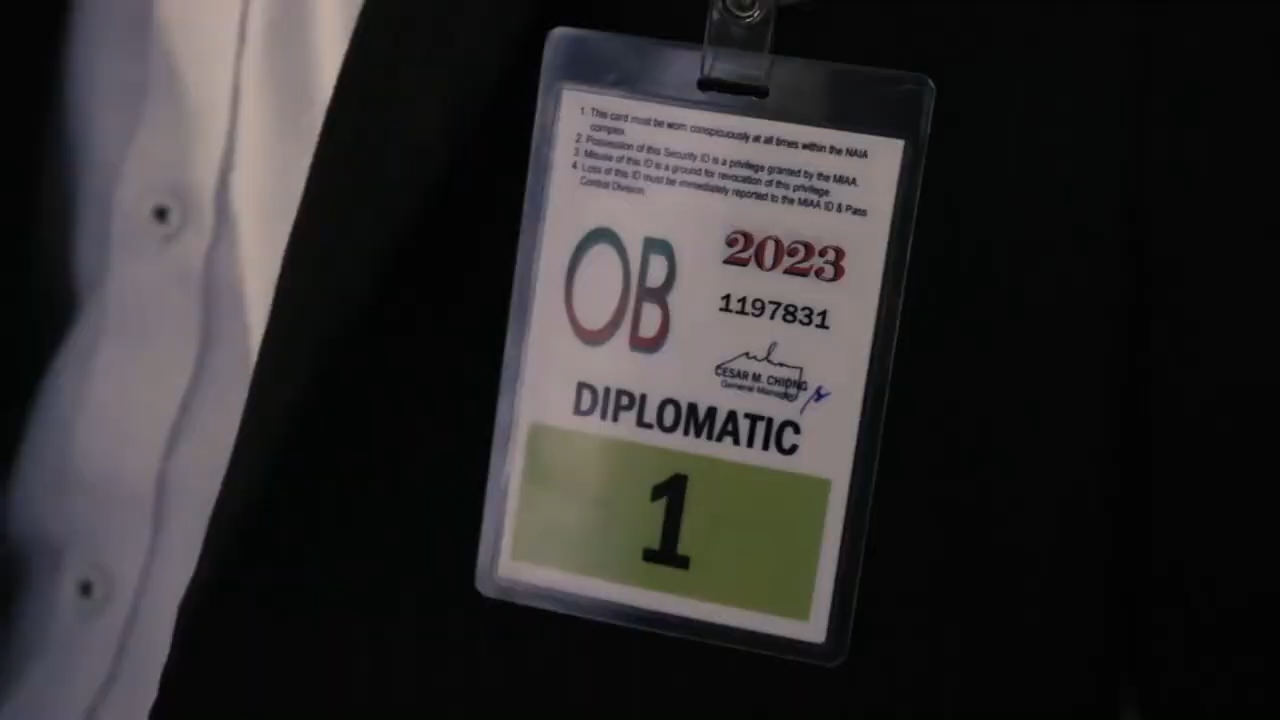 1. This card must be worn conspicuously at all times within the NAIA
complex.
2. Possession of this Security ID is a privilege granted by the MIAA.
3. Misuse of this ID is a ground for revocation of this privilege.
4. Loss of this ID must be immediately reported to the MIAA ID & Pass
Control Division.
OB
2023
1197831
CESAR M. CHIONG
General Manager
DIPLOMATIC
1